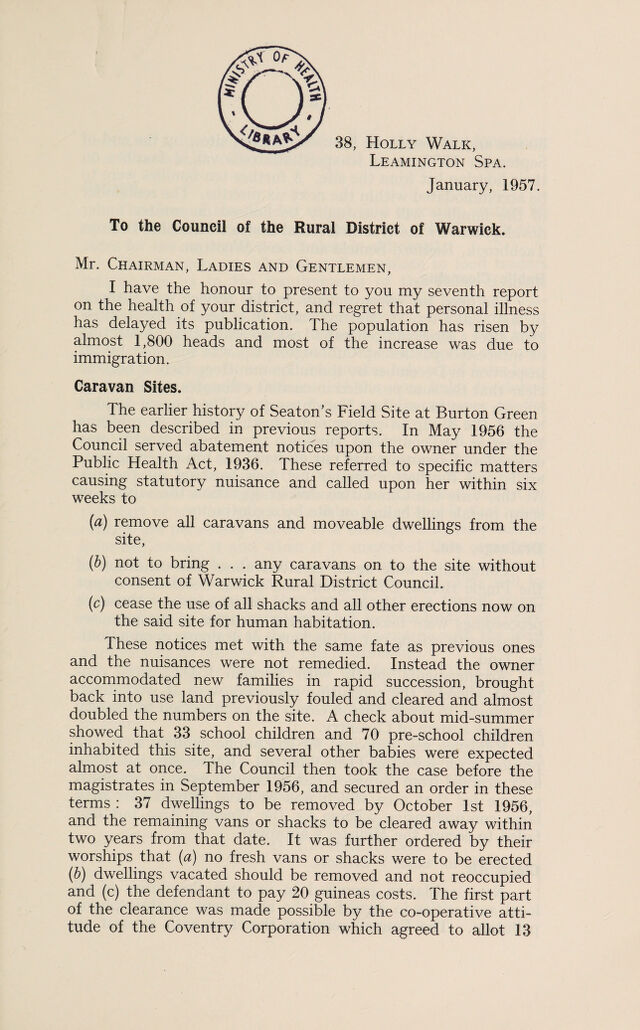 MINISTRY OF HEALTH
LIBRARY
38, Holly Walk,
Leamington Spa.
January, 1957.
To the Council of the Rural District of Warwick.
Mr. Chairman, Ladies and Gentlemen,
I have the honour to present to you my seventh report
on the health of your district, and regret that personal illness
has delayed its publication. The population has risen by
almost 1,800 heads and most of the increase was due to
immigration.
Caravan Sites.
The earlier history of Seaton's Field Site at Burton Green
has been described in previous reports. In May 1956 the
Council served abatement notices upon the owner under the
Public Health Act, 1936. These referred to specific matters
causing statutory nuisance and called upon her within six
weeks to
(a) remove all caravans and moveable dwellings from the
site,
(b) not to bring . . . any caravans on to the site without
consent of Warwick Rural District Council.
(c) cease the use of all shacks and all other erections now on
the said site for human habitation.
These notices met with the same fate as previous ones
and the nuisances were not remedied. Instead the owner
accommodated new families in rapid succession, brought
back into use land previously fouled and cleared and almost
doubled the numbers on the site. A check about mid-summer
showed that 33 school children and 70 pre-school children
inhabited this site, and several other babies were expected
almost at once. The Council then took the case before the
magistrates in September 1956, and secured an order in these
terms : 37 dwellings to be removed by October 1st 1956,
and the remaining vans or shacks to be cleared away within
two years from that date. It was further ordered by their
worships that (a) no fresh vans or shacks were to be erected
(b) dwellings vacated should be removed and not reoccupied
and (c) the defendant to pay 20 guineas costs. The first part
of the clearance was made possible by the co-operative atti-
tude of the Coventry Corporation which agreed to allot 13